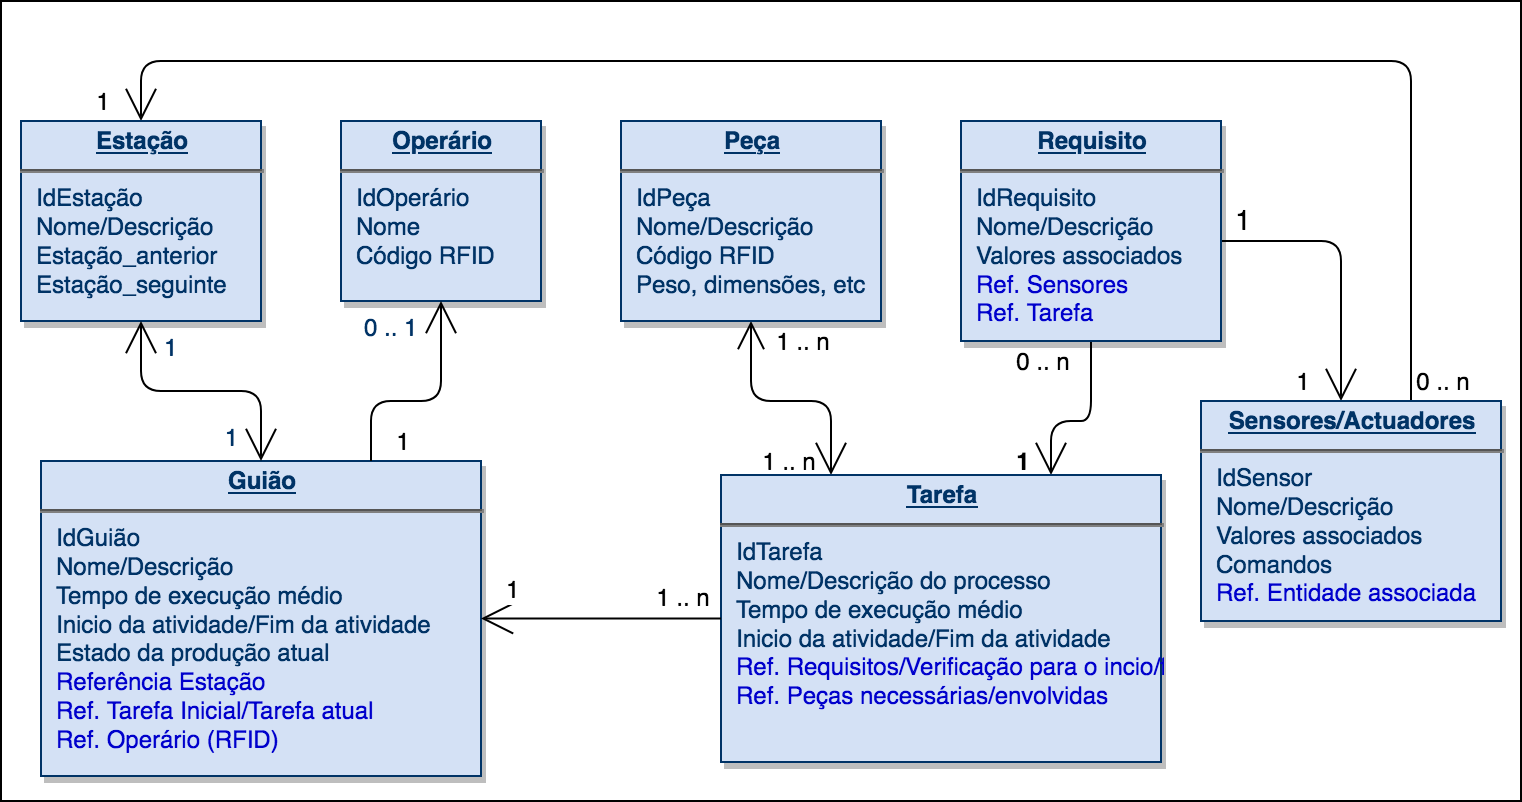 1
Estação
IdEstação
Nome/Descrição
Estação_anterior
Estação_seguinte
Operário
IdOperário
Nome
Código RFID
Peça
IdPeça
Nome/Descrição
Código RFID
Peso, dimensões, etc
Requisito
IdRequisito
Nome/Descrição
Valores associados
Ref. Sensores
Ref. Tarefa
1
1
0 .. 1
1 .. n
0 .. n
1
0 .. n
1
1
1 .. n
1
Sensores/Actuadores
IdSensor
Nome/Descrição
Valores associados
Comandos
Ref. Entidade associada
Guião
IdGuião
Nome/Descrição
Tempo de execução médio
Inicio da atividade/Fim da atividade
Estado da produção atual
Referência Estação
Ref. Tarefa Inicial/Tarefa atual
Ref. Operário (RFID)
1
1 .. n
Tarefa
IdTarefa
Nome/Descrição do processo
Tempo de execução médio
Inicio da atividade/Fim da atividade
Ref. Requisitos/Verificação para o incio/
Ref. Peças necessárias/envolvidas